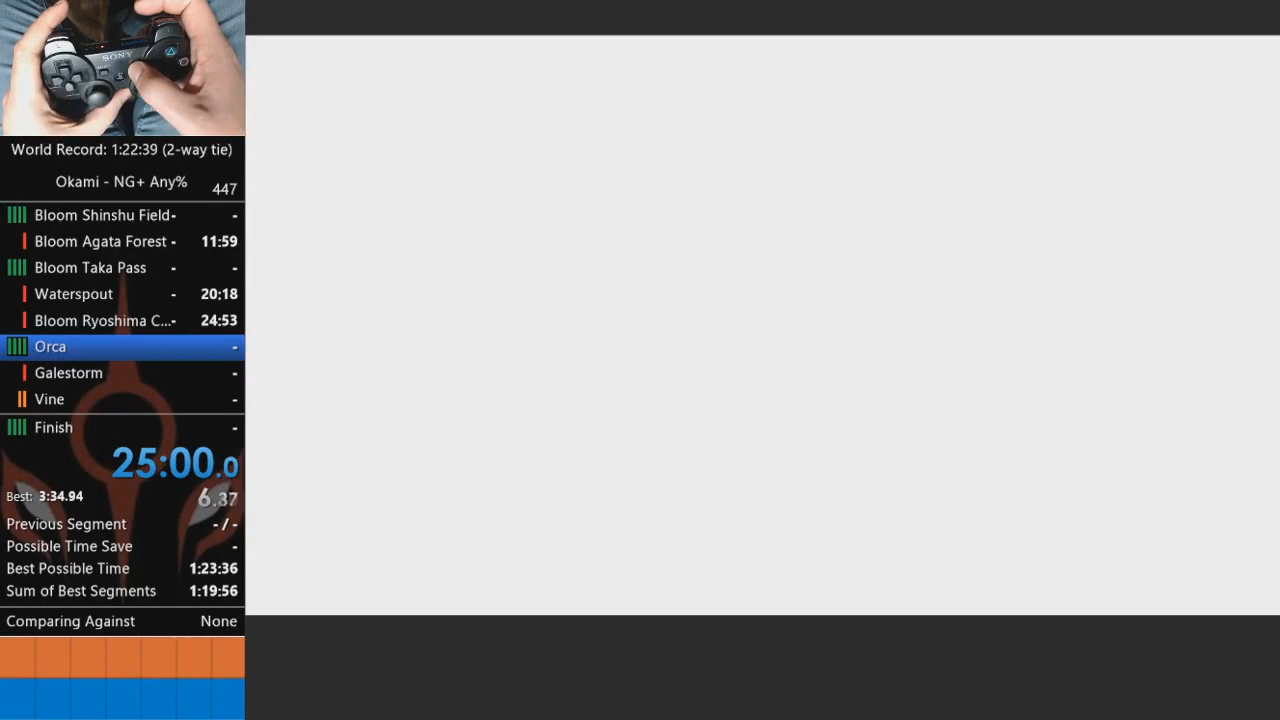 SONY
World Record: 1:22:39 (2-way tie)
Okami - NG+ Any% 447
Bloom Shinshu Field- -
Bloom Agata Forest - 11:59
Bloom Taka Pass - -
Waterspout - 20:18
Bloom Ryoshima C...- 24:53
Orca -
Galestorm -
Vine -
Finish -
25:00.0
Best: 3:34.94 6.37
Previous Segment - / -
Possible Time Save -
Best Possible Time 1:23:36
Sum of Best Segments 1:19:56
Comparing Against None